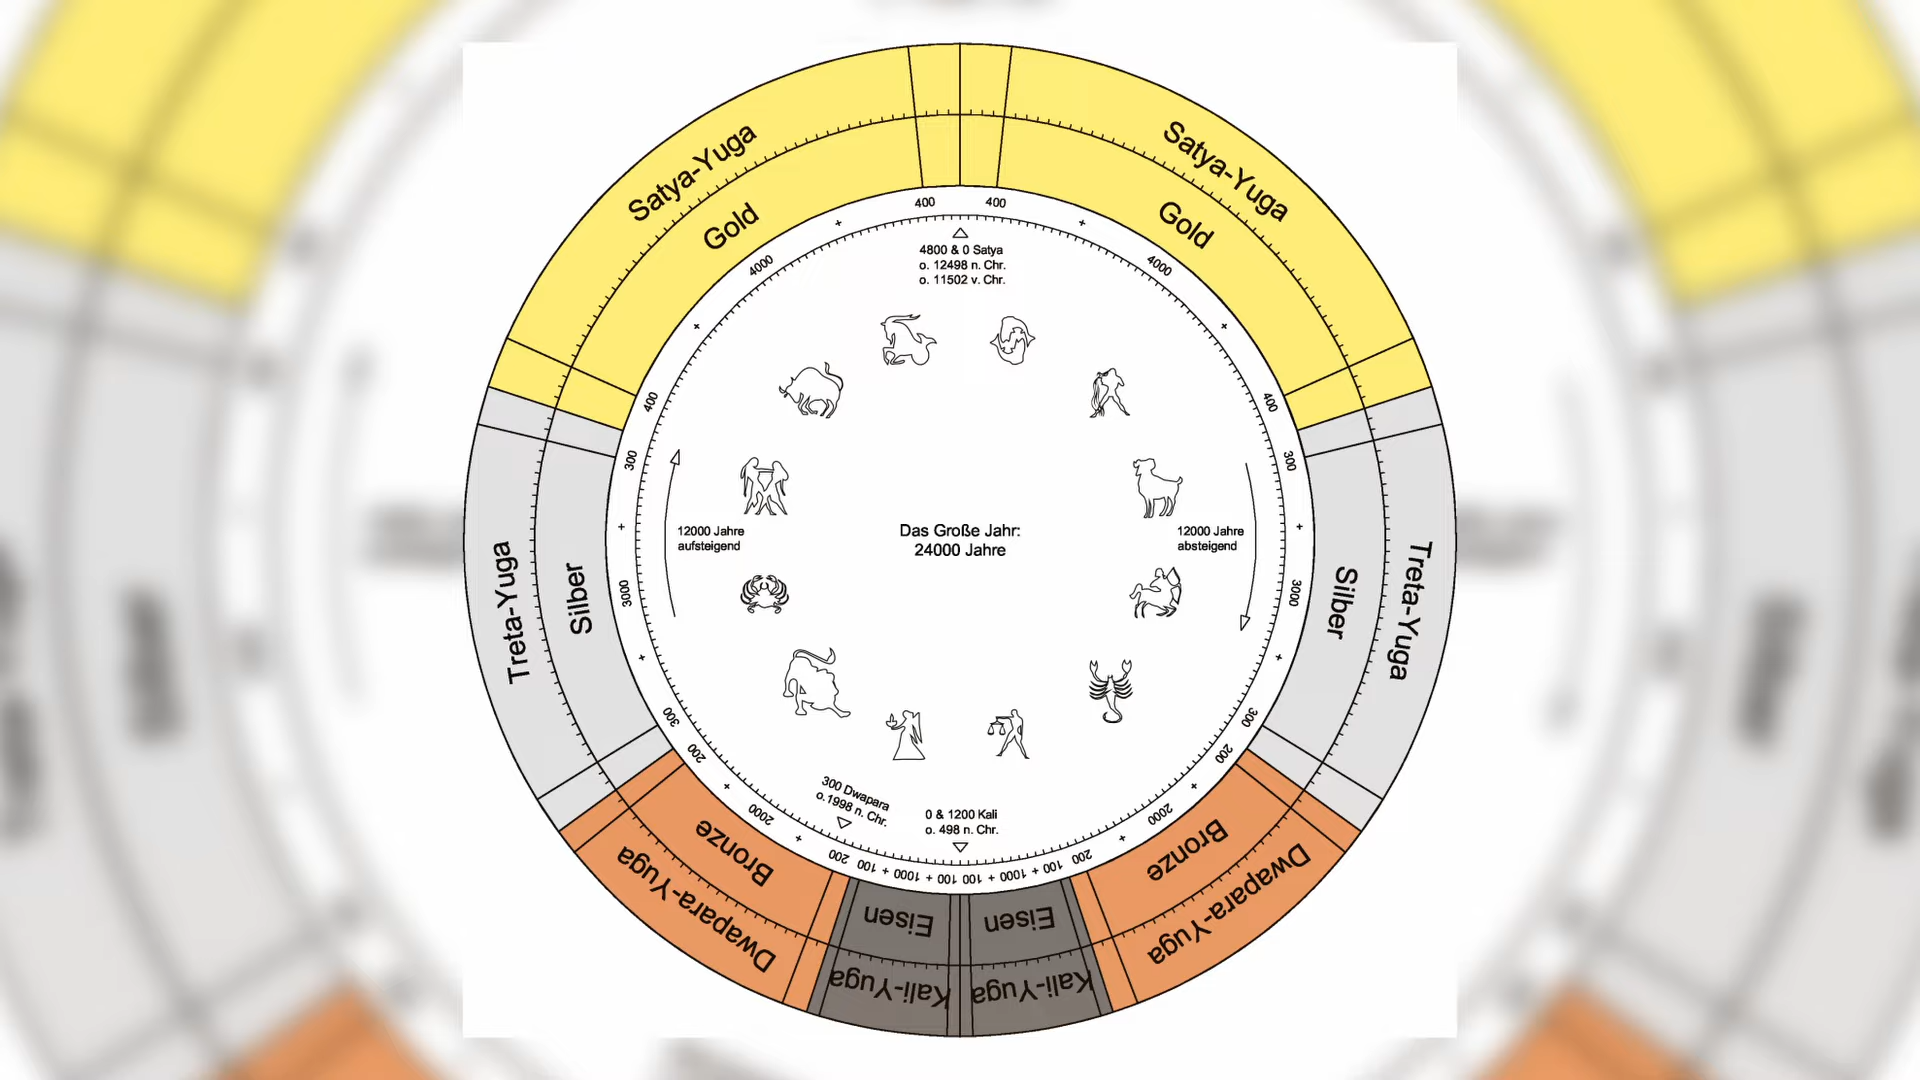 Satya-Yuga
Satya-Yuga
Gold
Gold
400
400
+
+
4000
4000
4800 & 0 Satya
o. 12498 n. Chr.
o. 11502 v. Chr.
+
+
400
400
300
300
+
+
12000 Jahre
aufsteigend
Das Große Jahr:
24000 Jahre
12000 Jahre
absteigend
Treta-Yuga
Silber
3000
3000
Silber
Treta-Yuga
+
+
300
300
200
200
+
+
2000
2000
300 Dwapara
o. 1998 n. Chr.
0 & 1200 Kali
o. 498 n. Chr.
+
+
200
100
+
1000
+
100
100
+
1000
+
100
200
Bronze
Bronze
Dwapara-Yuga
Dwapara-Yuga
Eisen
Eisen
Kali-Yuga
Kali-Yuga